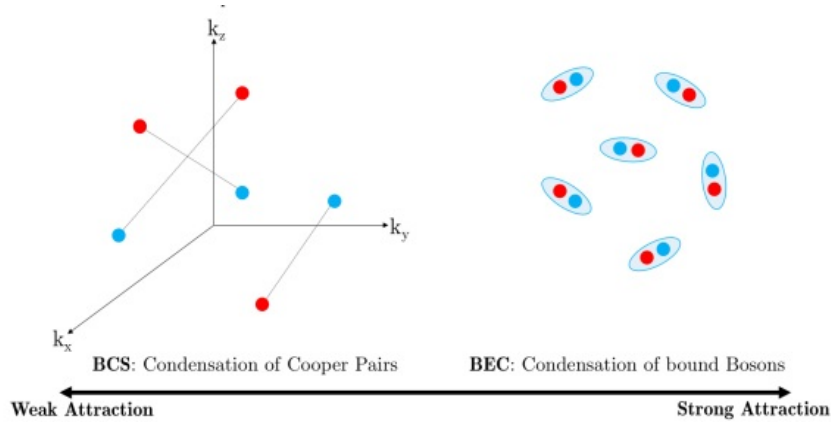 k_z
k_y
k_x
BCS: Condensation of Cooper Pairs
BEC: Condensation of bound Bosons
Weak Attraction
Strong Attraction